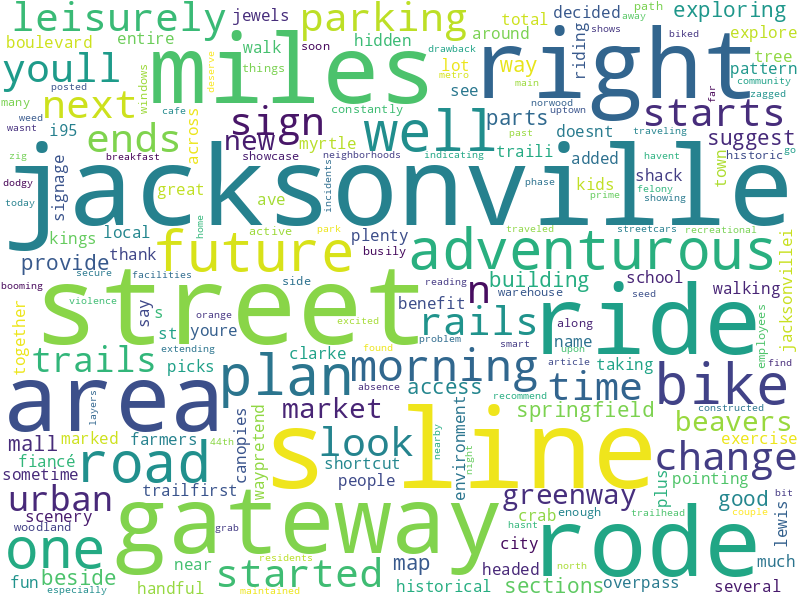 leisurely jewels parking decided exploring
boulevard entire walk hidden around total riding path away shows explore
youll miles right biked tree
posted things soon drawback cafe metro lot way see main community pattern
many next windows deserve constantly norwood uptown far zagged
weed wasnt i95 sign well parts starts
ends across new myrtle past doesnt traveling suggest
breakfast showcase neighborhoods incidents indicating traili havent historic go
dodgy signage great added kids shack town zig
jacksonville
today kings local ave active plenty phase felony showing prime
future park traveled streetcars recreational
provide thank home busily adventurous jacksonvillei
booming secure facilities side reading building school walking
street n warehouse ride
violence say s orange benefit seed employees
together st youre excited problem rails smart along name
extending found article upon
trails picks clarke morning access time taking find
area layers plan absence recommend constructed bike
mall marked farmers market springfield beavers
fiancé 44th canopies look nearby environment s line exercise
sometime road waypretend shortcut night change
trailfirst people plus pointing
urban scenery grab greenway good bit
woodland gateway crab enough hasnt trailhead lewis
one near map city rode couple much
fun beside handful started residents headed north overpass several
especially maintained historical sections